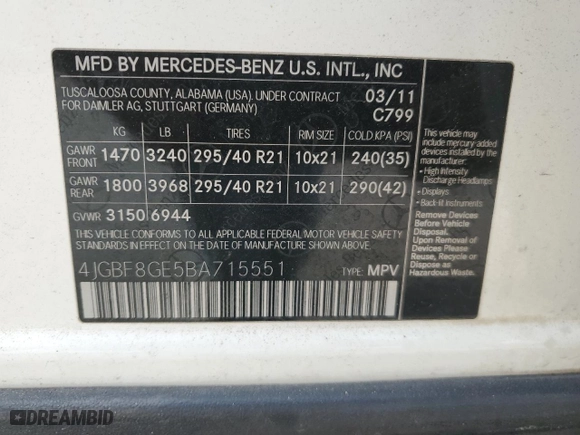 MFD BY MERCEDES-BENZ U.S. INTL., INC
TUSCALOOSA COUNTY, ALABAMA (USA), UNDER CONTRACT
FOR DAIMLER AG, STUTTGART (GERMANY)
03/11
C799
KG LB TIRES RIM SIZE COLD KPA (PSI)
GAWR FRONT 1470 3240 295/40 R21 10x21 240(35)
GAWR REAR 1800 3968 295/40 R21 10x21 290(42)
GVWR 3150 6944
THIS VEHICLE CONFORMS TO ALL APPLICABLE FEDERAL MOTOR VEHICLE SAFETY
AND THEFT PREVENTION STANDARDS IN EFFECT ON THE DATE OF MANUFACTURE SHOWN ABOVE.
4JGBF8GE5BA715551
TYPE: MPV
This vehicle may
include mercury-added
devices installed by
the manufacturer:
• High Intensity
Discharge Headlamps
• Displays
• Back-lit Instruments
Remove Devices
Before Vehicle Disposal.
Upon Removal of
Devices Please
Reuse, Recycle or
Dispose as
Hazardous Waste.
DREAMBID